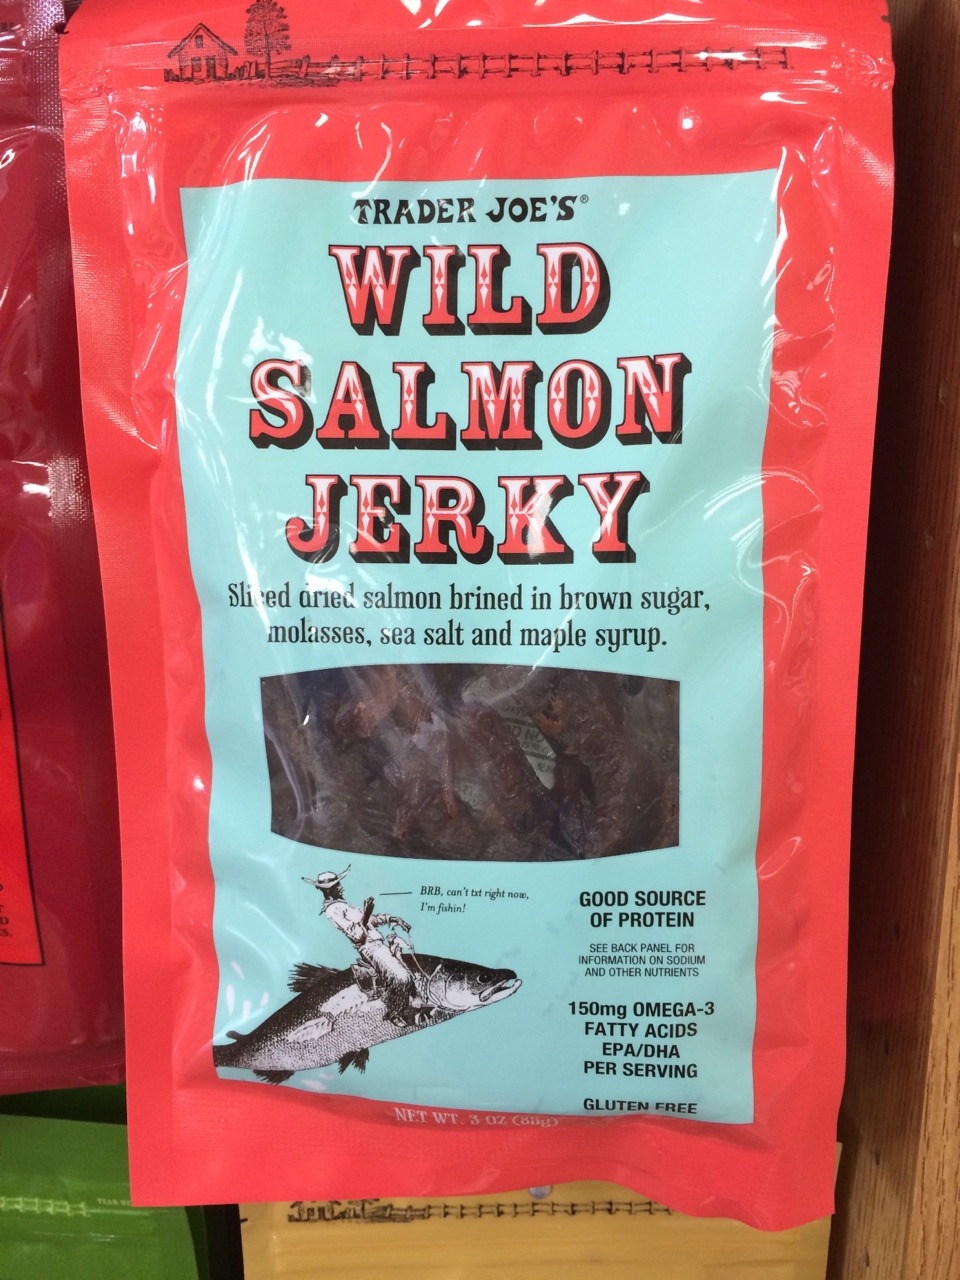 TRADER JOE'S®
WILD
SALMON
JERKY
Sliced dried salmon brined in brown sugar,
molasses, sea salt and maple syrup.
BRB, can't txt right now,
I'm fishin!
GOOD SOURCE
OF PROTEIN
SEE BACK PANEL FOR
INFORMATION ON SODIUM
AND OTHER NUTRIENTS
150mg OMEGA-3
FATTY ACIDS
EPA/DHA
PER SERVING
GLUTEN FREE
NET WT. 3 OZ (85g)
TEAR